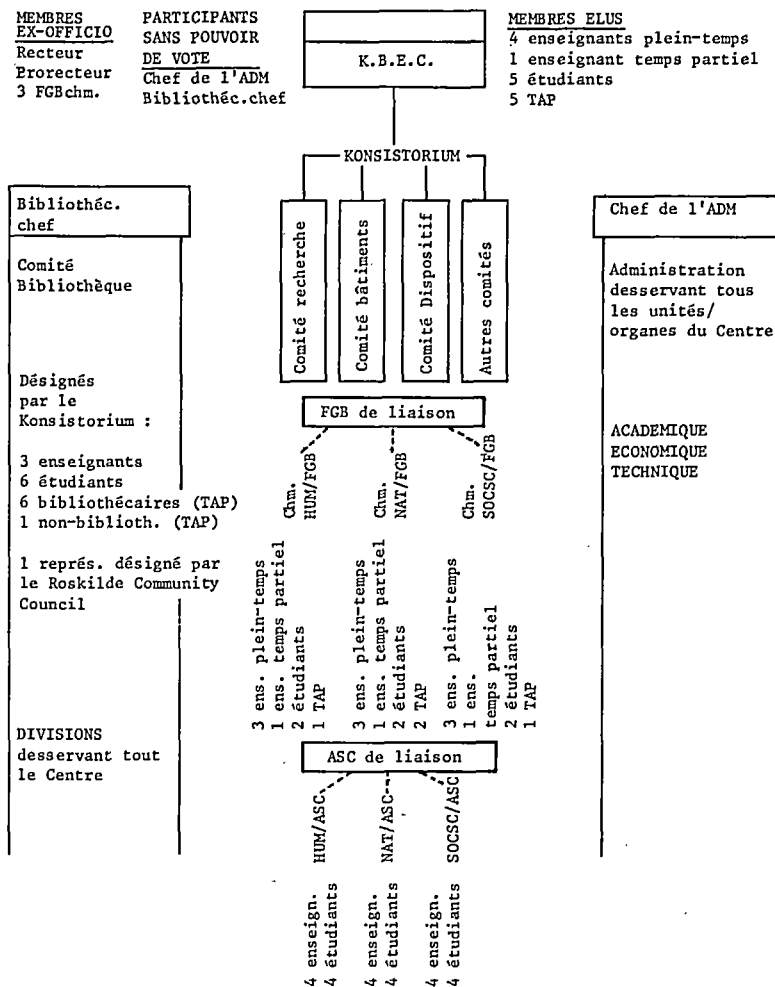 MEMBRES
EX-OFFICIO
Recteur
Prorecteur
3 FGBchm.
PARTICIPANTS
SANS POUVOIR
DE VOTE
Chef de l'ADM
Bibliothéc.chef
K.B.E.C.
MEMBRES ELUS
4 enseignants plein-temps
1 enseignant temps partiel
5 étudiants
5 TAP
KONSISTORIUM
Comité recherche
Comité bâtiments
Comité Dispositif
Autres comités
Bibliothéc.
chef
Comité
Bibliothèque
Désignés
par le
Konsistorium :
3 enseignants
6 étudiants
6 bibliothécaires (TAP)
1 non-biblioth. (TAP)
1 représ. désigné par
le Roskilde Community
Council
DIVISIONS
desservant tout
le Centre
FGB de liaison
Chm.
HUM/FGB
Chm.
NAT/FGB
Chm.
SOCSC/FGB
3 ens. plein-temps
1 ens. temps partiel
2 étudiants
1 TAP
3 ens. plein-temps
1 ens. temps partiel
2 étudiants
2 TAP
3 ens. plein-temps
1 ens.
temps partiel
2 étudiants
1 TAP
ASC de liaison
HUM/ASC
NAT/ASC
SOCSC/ASC
4 enseign.
4 étudiants
4 enseign.
4 étudiants
4 enseign.
4 étudiants
Chef de l'ADM
Administration
desservant tous
les unités/
organes du Centre
ACADEMIQUE
ECONOMIQUE
TECHNIQUE